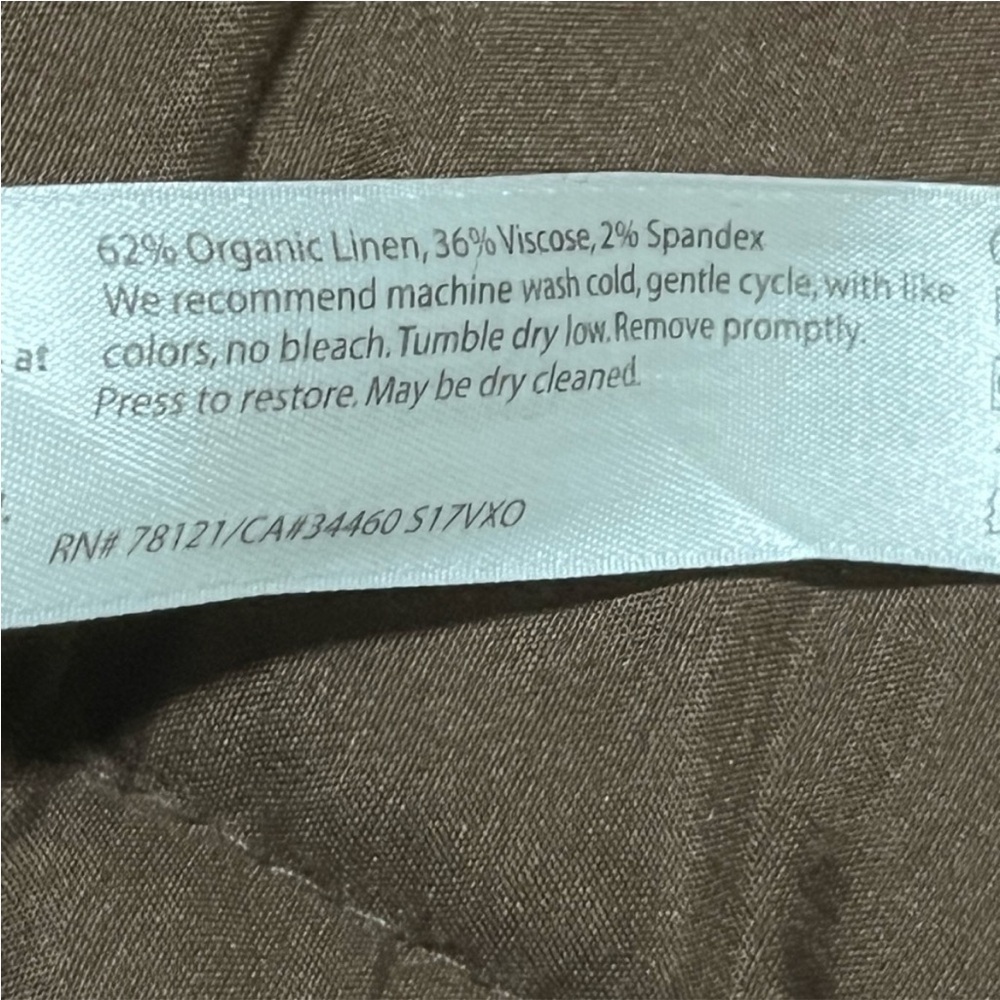 62% Organic Linen, 36% Viscose, 2% Spandex
We recommend machine wash cold, gentle cycle, with like
at colors, no bleach. Tumble dry low. Remove promptly.
Press to restore. May be dry cleaned.
RN# 78121/CA#34460 S17VXO